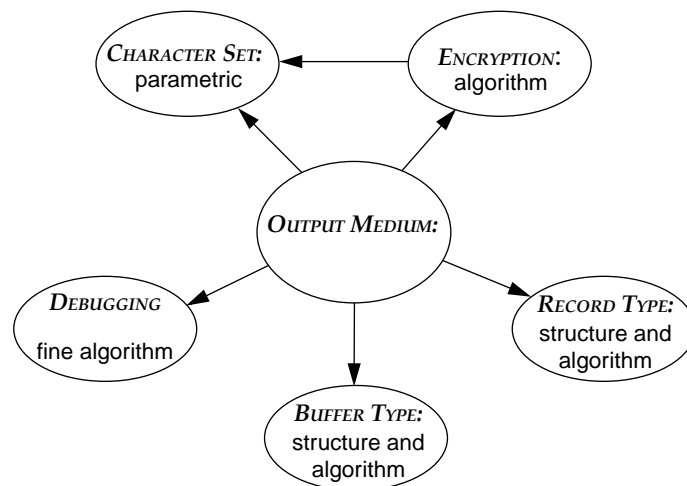 CHARACTER SET:
parametric
ENCRYPTION:
algorithm
OUTPUT MEDIUM:
DEBUGGING
fine algorithm
RECORD TYPE:
structure and
algorithm
BUFFER TYPE:
structure and
algorithm